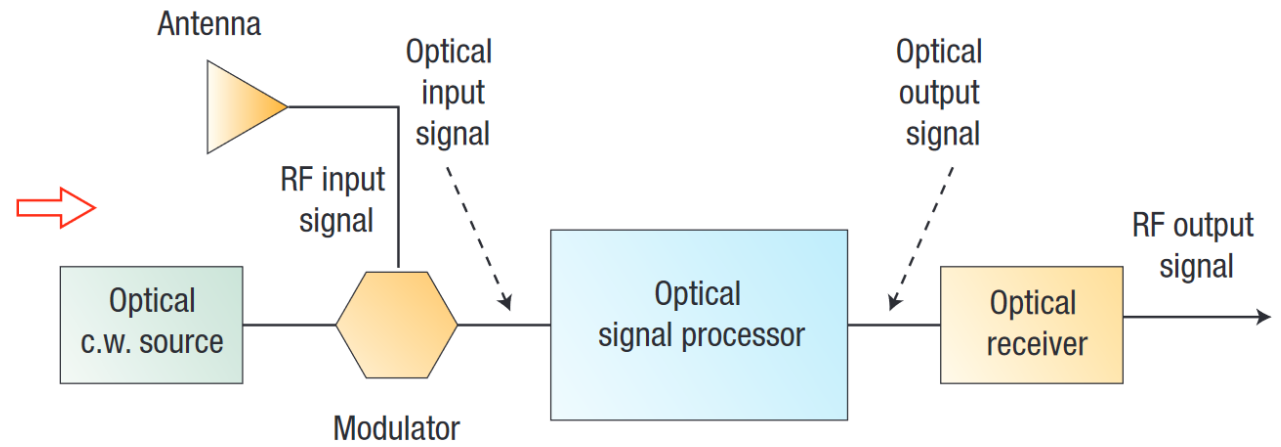 Antenna
Optical
input
signal
Optical
output
signal
RF input
signal
RF output
signal
Optical
c.w. source
Modulator
Optical
signal processor
Optical
receiver